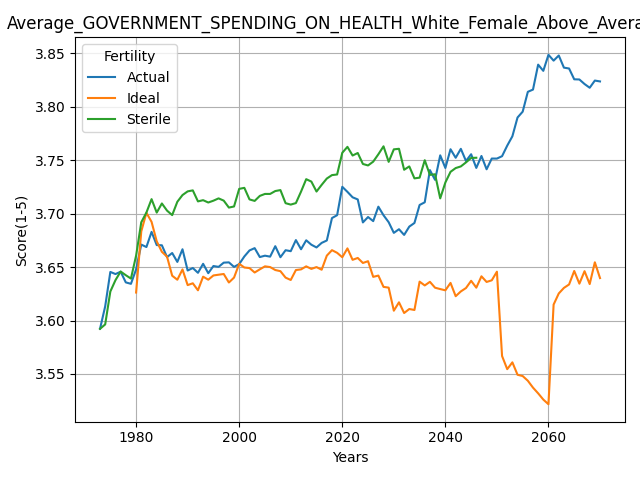 Average_GOVERNMENT_SPENDING_ON_HEALTH_White_Female_Above_Avera
Fertility
Actual
Ideal
Sterile
3.85
3.80
3.75
3.70
3.65
3.60
3.55
Score(1-5)
1980 2000 2020 2040 2060
Years